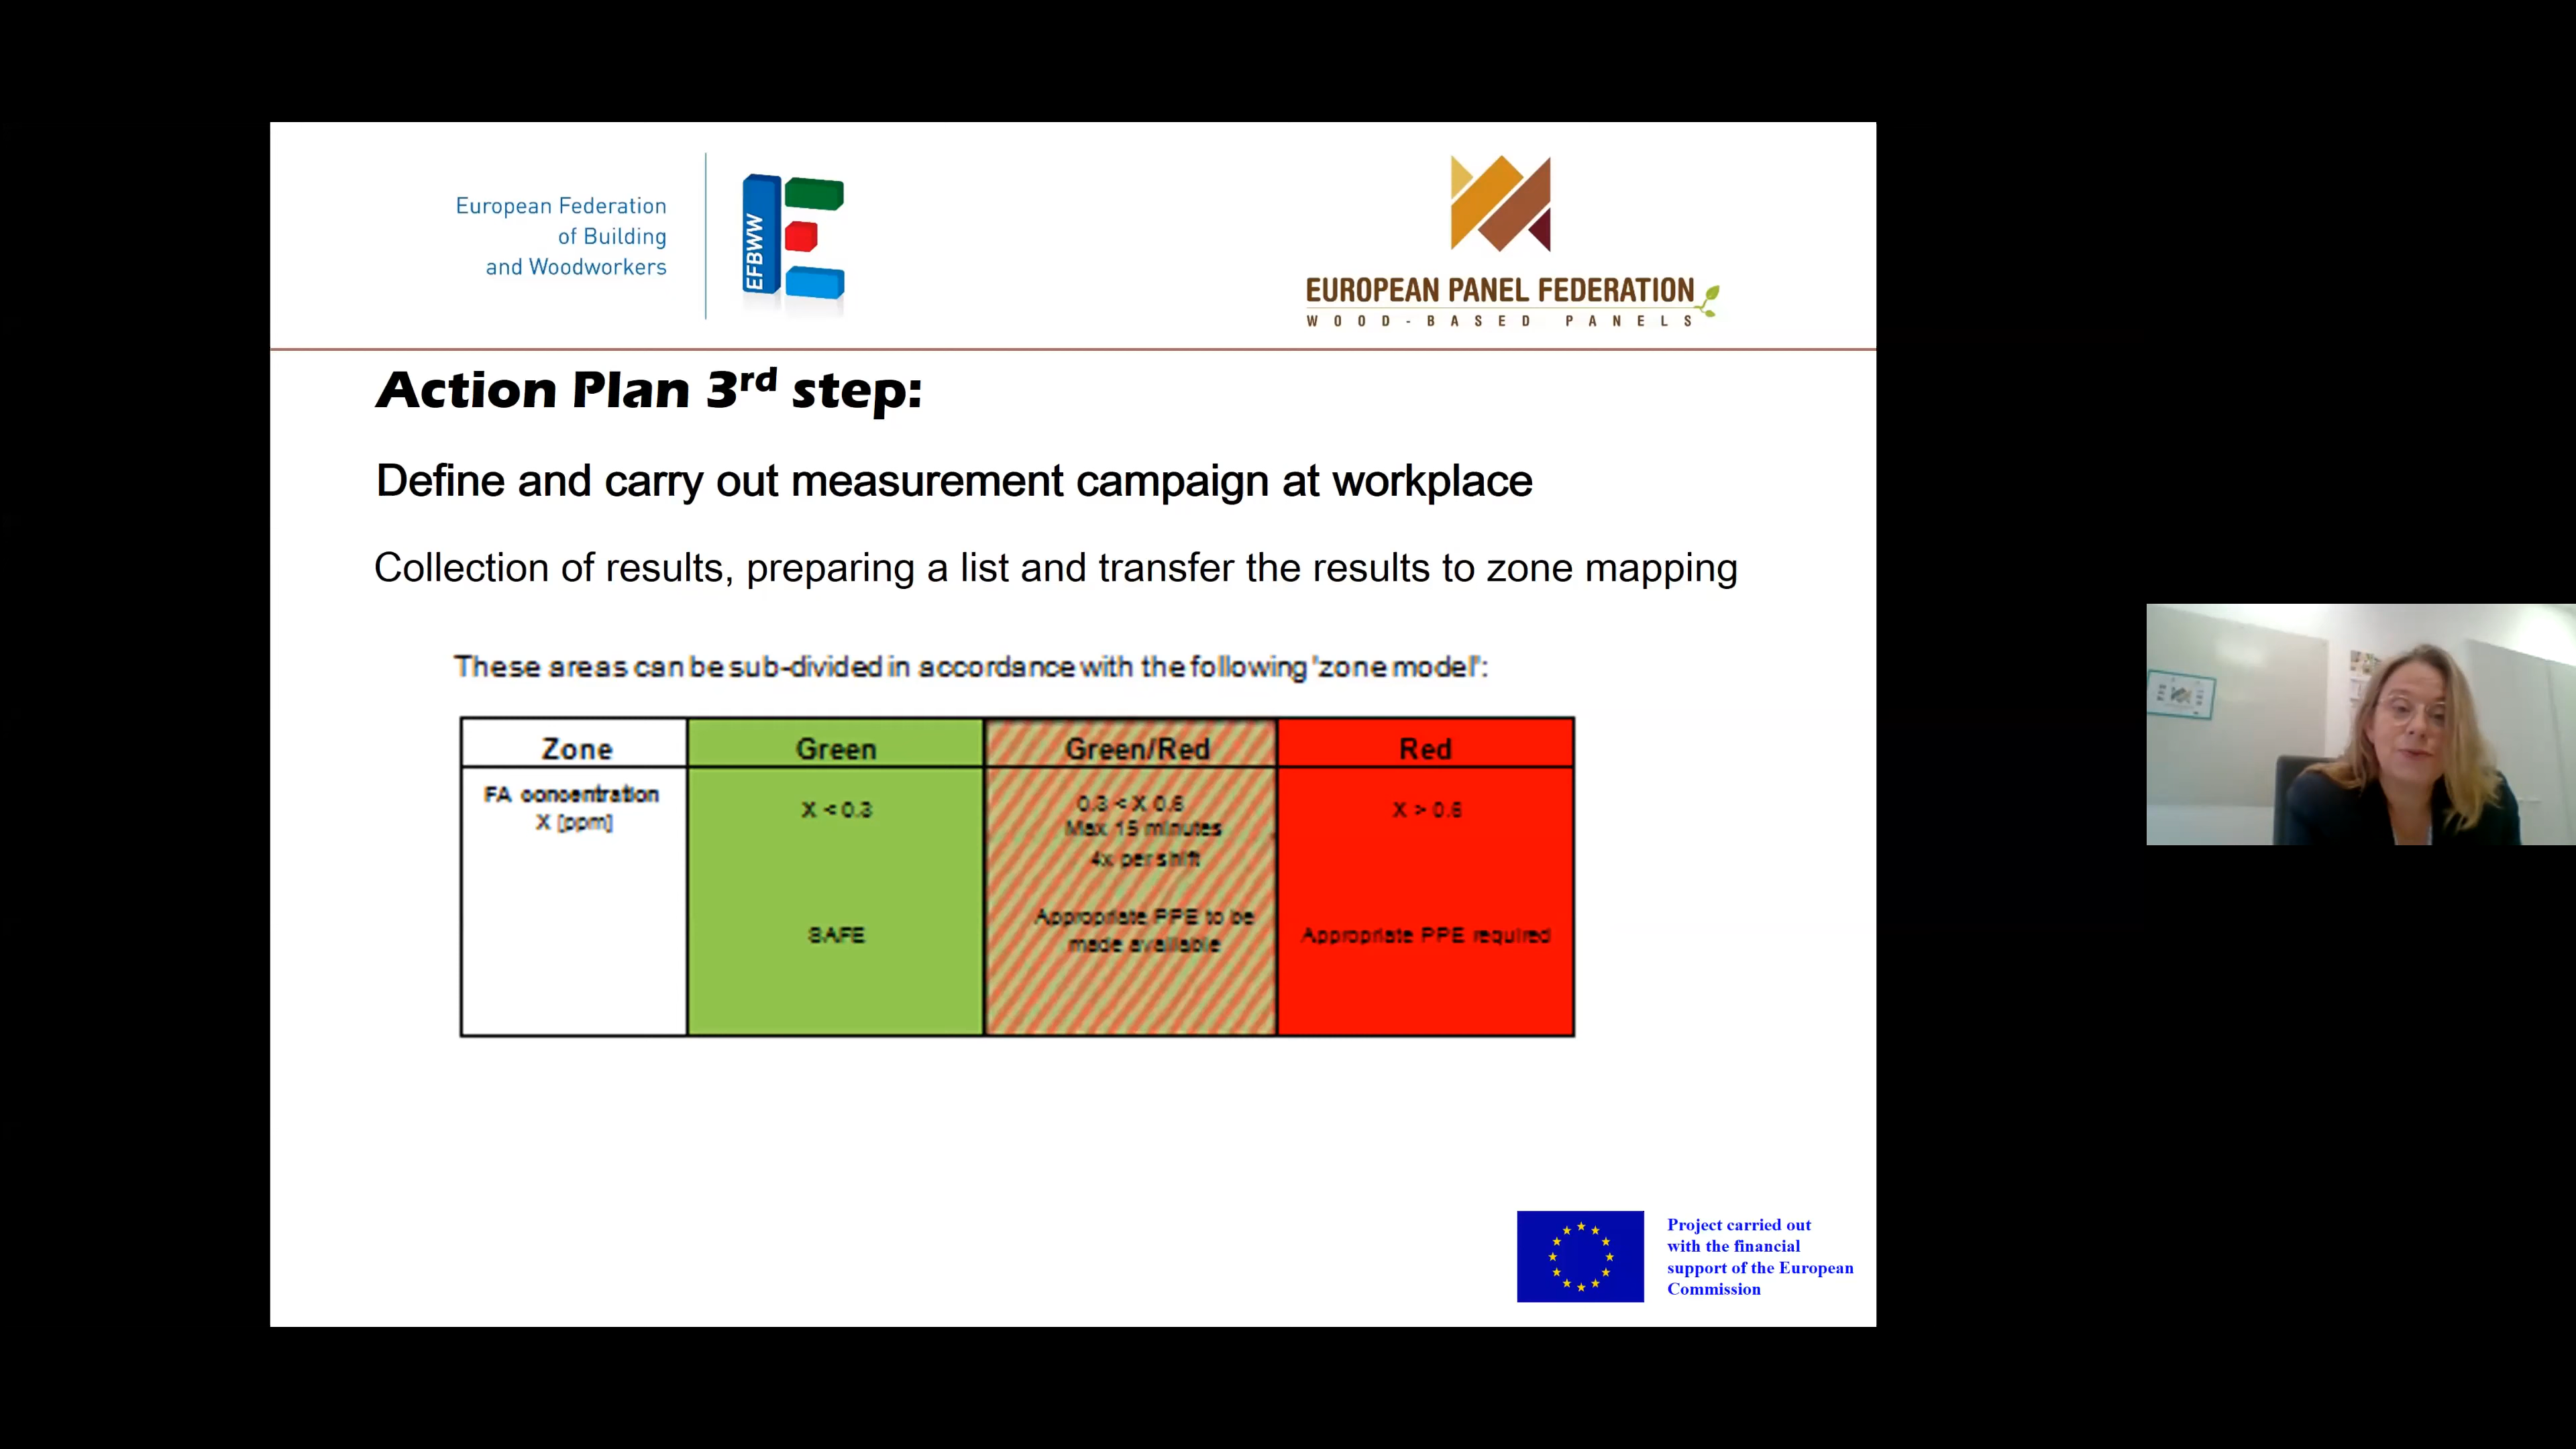 European Federation
of Building
and Woodworkers
EFBWW
EUROPEAN PANEL FEDERATION
WOOD-BASED PANELS
Action Plan 3rd step:
Define and carry out measurement campaign at workplace
Collection of results, preparing a list and transfer the results to zone mapping
These areas can be sub-divided in accordance with the following 'zone model':
Zone
Green
Green/Red
Red
FA concentration
X [ppm]
X < 0.3
0.3 < X 0.6
Max 15 minutes
4x per shift
X > 0.6
SAFE
Appropriate PPE to be
made available
Appropriate PPE required
Project carried out
with the financial
support of the European
Commission